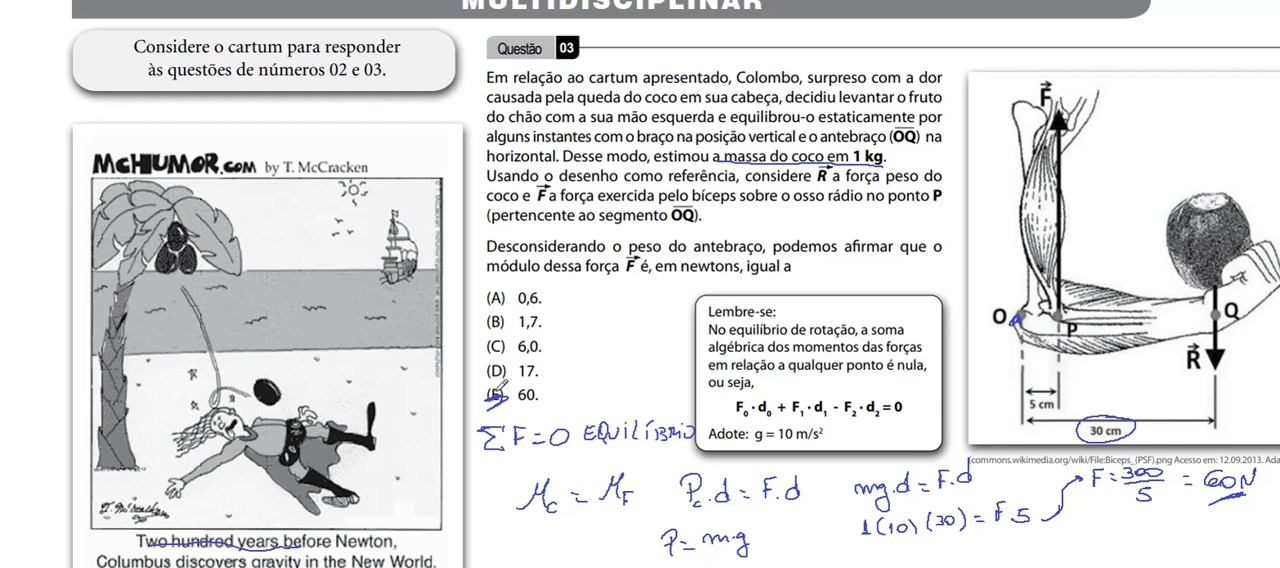 MULTIDISCIPLINAR
Considere o cartum para responder
às questões de números 02 e 03.
McHUMOR.COM by T. McCracken
Two hundred years before Newton,
Columbus discovers gravity in the New World.
Questão 03
Em relação ao cartum apresentado, Colombo, surpreso com a dor
causada pela queda do coco em sua cabeça, decidiu levantar o fruto
do chão com a sua mão esquerda e equilibrou-o estaticamente por
alguns instantes com o braço na posição vertical e o antebraço (OQ) na
horizontal. Desse modo, estimou a massa do coco em 1 kg.
Usando o desenho como referência, considere R a força peso do
coco e F a força exercida pelo bíceps sobre o osso rádio no ponto P
(pertencente ao segmento OQ).
Desconsiderando o peso do antebraço, podemos afirmar que o
módulo dessa força F é, em newtons, igual a
(A) 0,6.
(B) 1,7.
(C) 6,0.
(D) 17.
(E) 60.
Lembre-se:
No equilíbrio de rotação, a soma
algébrica dos momentos das forças
em relação a qualquer ponto é nula,
ou seja,
F₀ · d₀ + F₁ · d₁ - F₂ · d₂ = 0
Adote: g = 10 m/s²
F
O
P
Q
R
5 cm
30 cm
commons.wikimedia.org/wiki/File:Biceps_(PSF).png Acesso em: 12.09.2013. Ada
ΣF=0 EQUILÍBRIO
Mc = MF
Pc.d = F.d
P=m.g
mg.d=F.d
1(10)(30)=F.5
F=300/5 = 60N